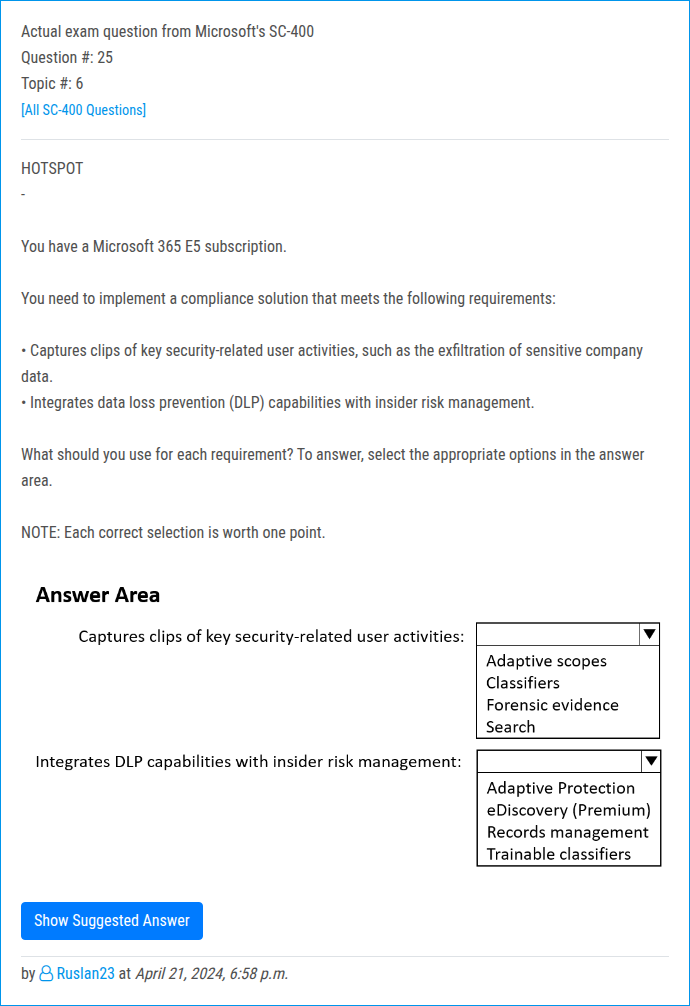 Actual exam question from Microsoft's SC-400
Question #: 25
Topic #: 6
[All SC-400 Questions]
HOTSPOT
-
You have a Microsoft 365 E5 subscription.
You need to implement a compliance solution that meets the following requirements:
• Captures clips of key security-related user activities, such as the exfiltration of sensitive company
data.
• Integrates data loss prevention (DLP) capabilities with insider risk management.
What should you use for each requirement? To answer, select the appropriate options in the answer
area.
NOTE: Each correct selection is worth one point.
Answer Area
Captures clips of key security-related user activities:
Adaptive scopes
Classifiers
Forensic evidence
Search
Integrates DLP capabilities with insider risk management:
Adaptive Protection
eDiscovery (Premium)
Records management
Trainable classifiers
Show Suggested Answer
by Ruslan23 at April 21, 2024, 6:58 p.m.